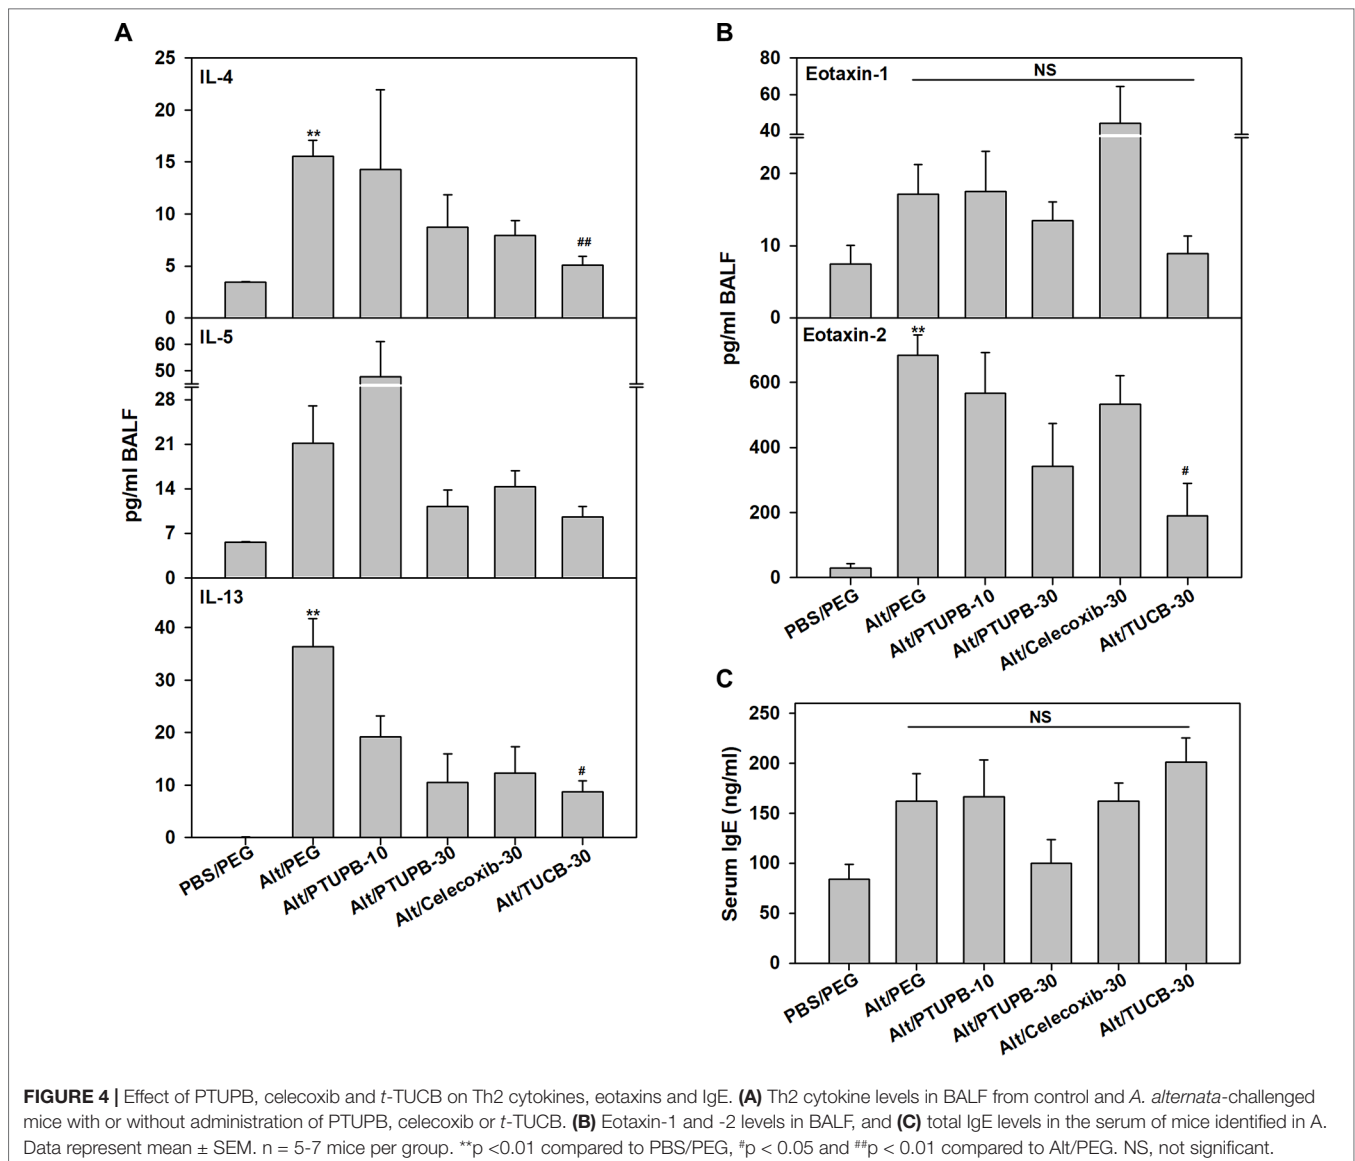 A
25
20
15
10
5
0
IL-4
**
##
60
50
28
21
14
7
0
IL-5
pg/ml BALF
40
30
20
10
0
IL-13
**
#
PBS/PEG
Alt/PEG
Alt/PTUPB-10
Alt/PTUPB-30
Alt/Celecoxib-30
Alt/TUCB-30
B
80
60
40
20
10
0
Eotaxin-1
NS
pg/ml BALF
600
400
200
0
Eotaxin-2
**
#
PBS/PEG
Alt/PEG
Alt/PTUPB-10
Alt/PTUPB-30
Alt/Celecoxib-30
Alt/TUCB-30
C
250
200
150
100
50
0
NS
Serum IgE (ng/ml)
PBS/PEG
Alt/PEG
Alt/PTUPB-10
Alt/PTUPB-30
Alt/Celecoxib-30
Alt/TUCB-30
FIGURE 4 | Effect of PTUPB, celecoxib and t-TUCB on Th2 cytokines, eotaxins and IgE. (A) Th2 cytokine levels in BALF from control and A. alternata-challenged
mice with or without administration of PTUPB, celecoxib or t-TUCB. (B) Eotaxin-1 and -2 levels in BALF, and (C) total IgE levels in the serum of mice identified in A.
Data represent mean ± SEM. n = 5-7 mice per group. **p <0.01 compared to PBS/PEG, #p < 0.05 and ##p < 0.01 compared to Alt/PEG. NS, not significant.